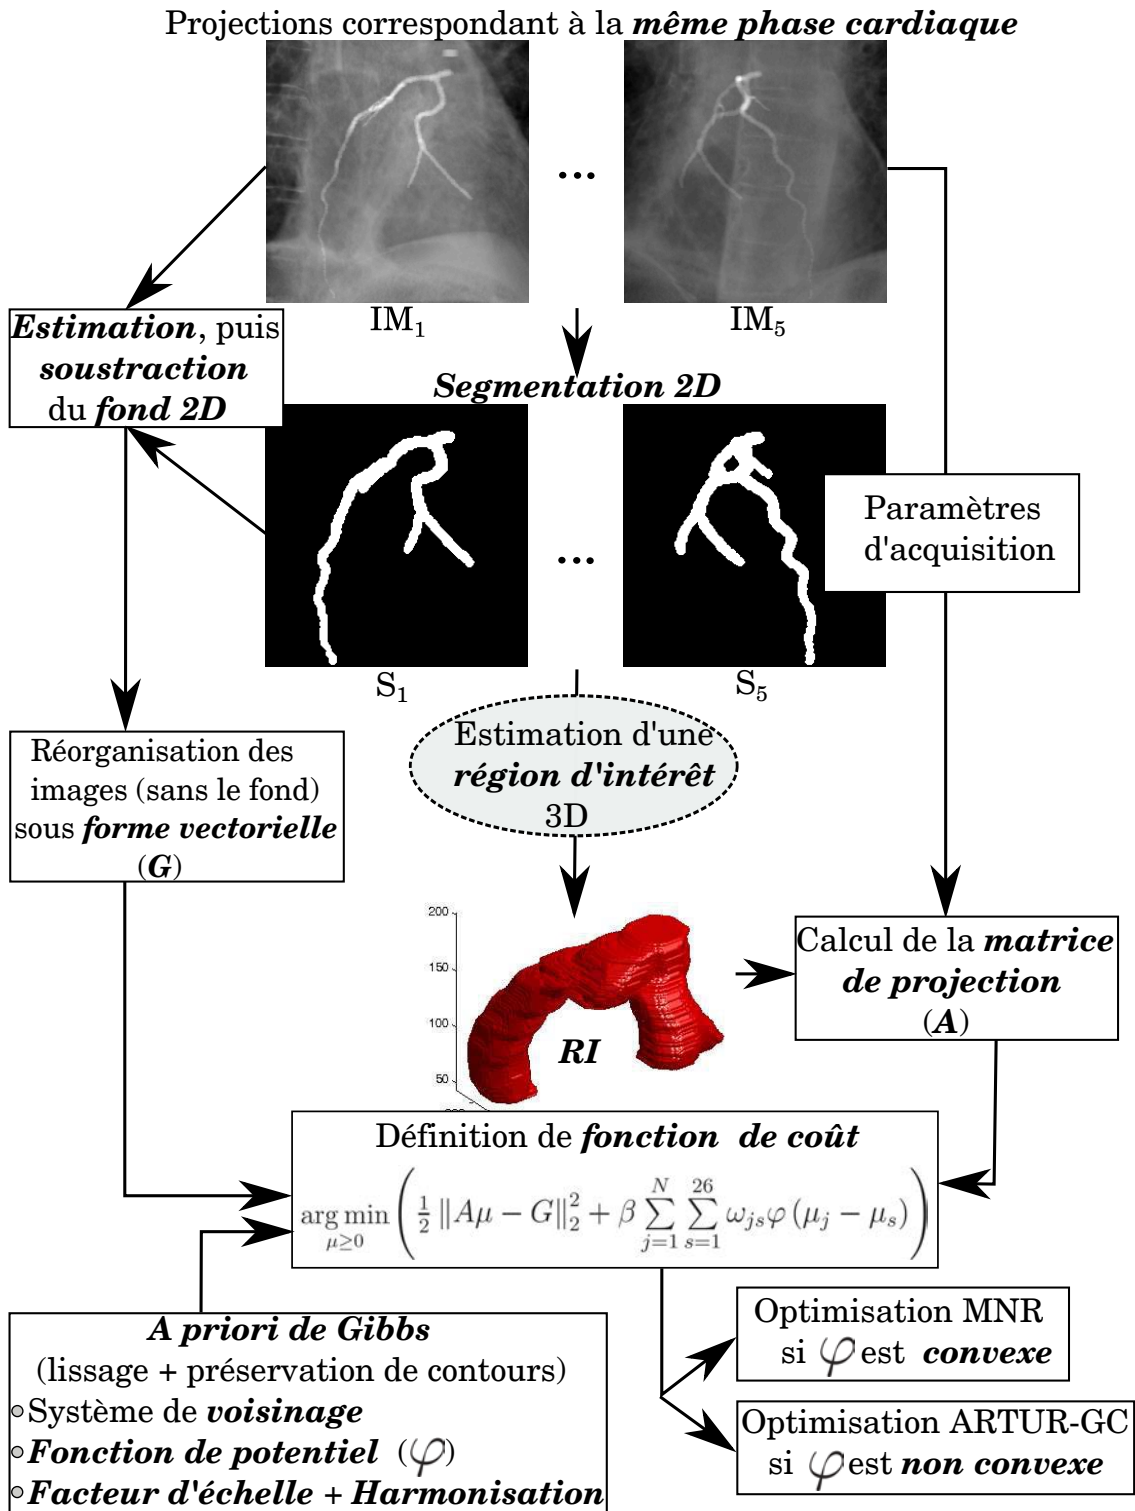 Projections correspondant à la même phase cardiaque
...
IM1
IM5
Estimation, puis
soustraction
du fond 2D
Segmentation 2D
...
Paramètres
d'acquisition
S1
S5
Estimation d'une
région d'intérêt
3D
Réorganisation des
images (sans le fond)
sous forme vectorielle
(G)
200
150
100
50
RI
Calcul de la matrice
de projection
(A)
Définition de fonction de coût
arg min μ≥0 ( 1/2 ‖Aμ − G‖₂² + β ∑_{j=1}^{N} ∑_{s=1}^{26} ω_{js} φ (μ_j − μ_s) )
A priori de Gibbs
(lissage + préservation de contours)
Système de voisinage
Fonction de potentiel (φ)
Facteur d'échelle + Harmonisation
Optimisation MNR
si φ est convexe
Optimisation ARTUR-GC
si φ est non convexe